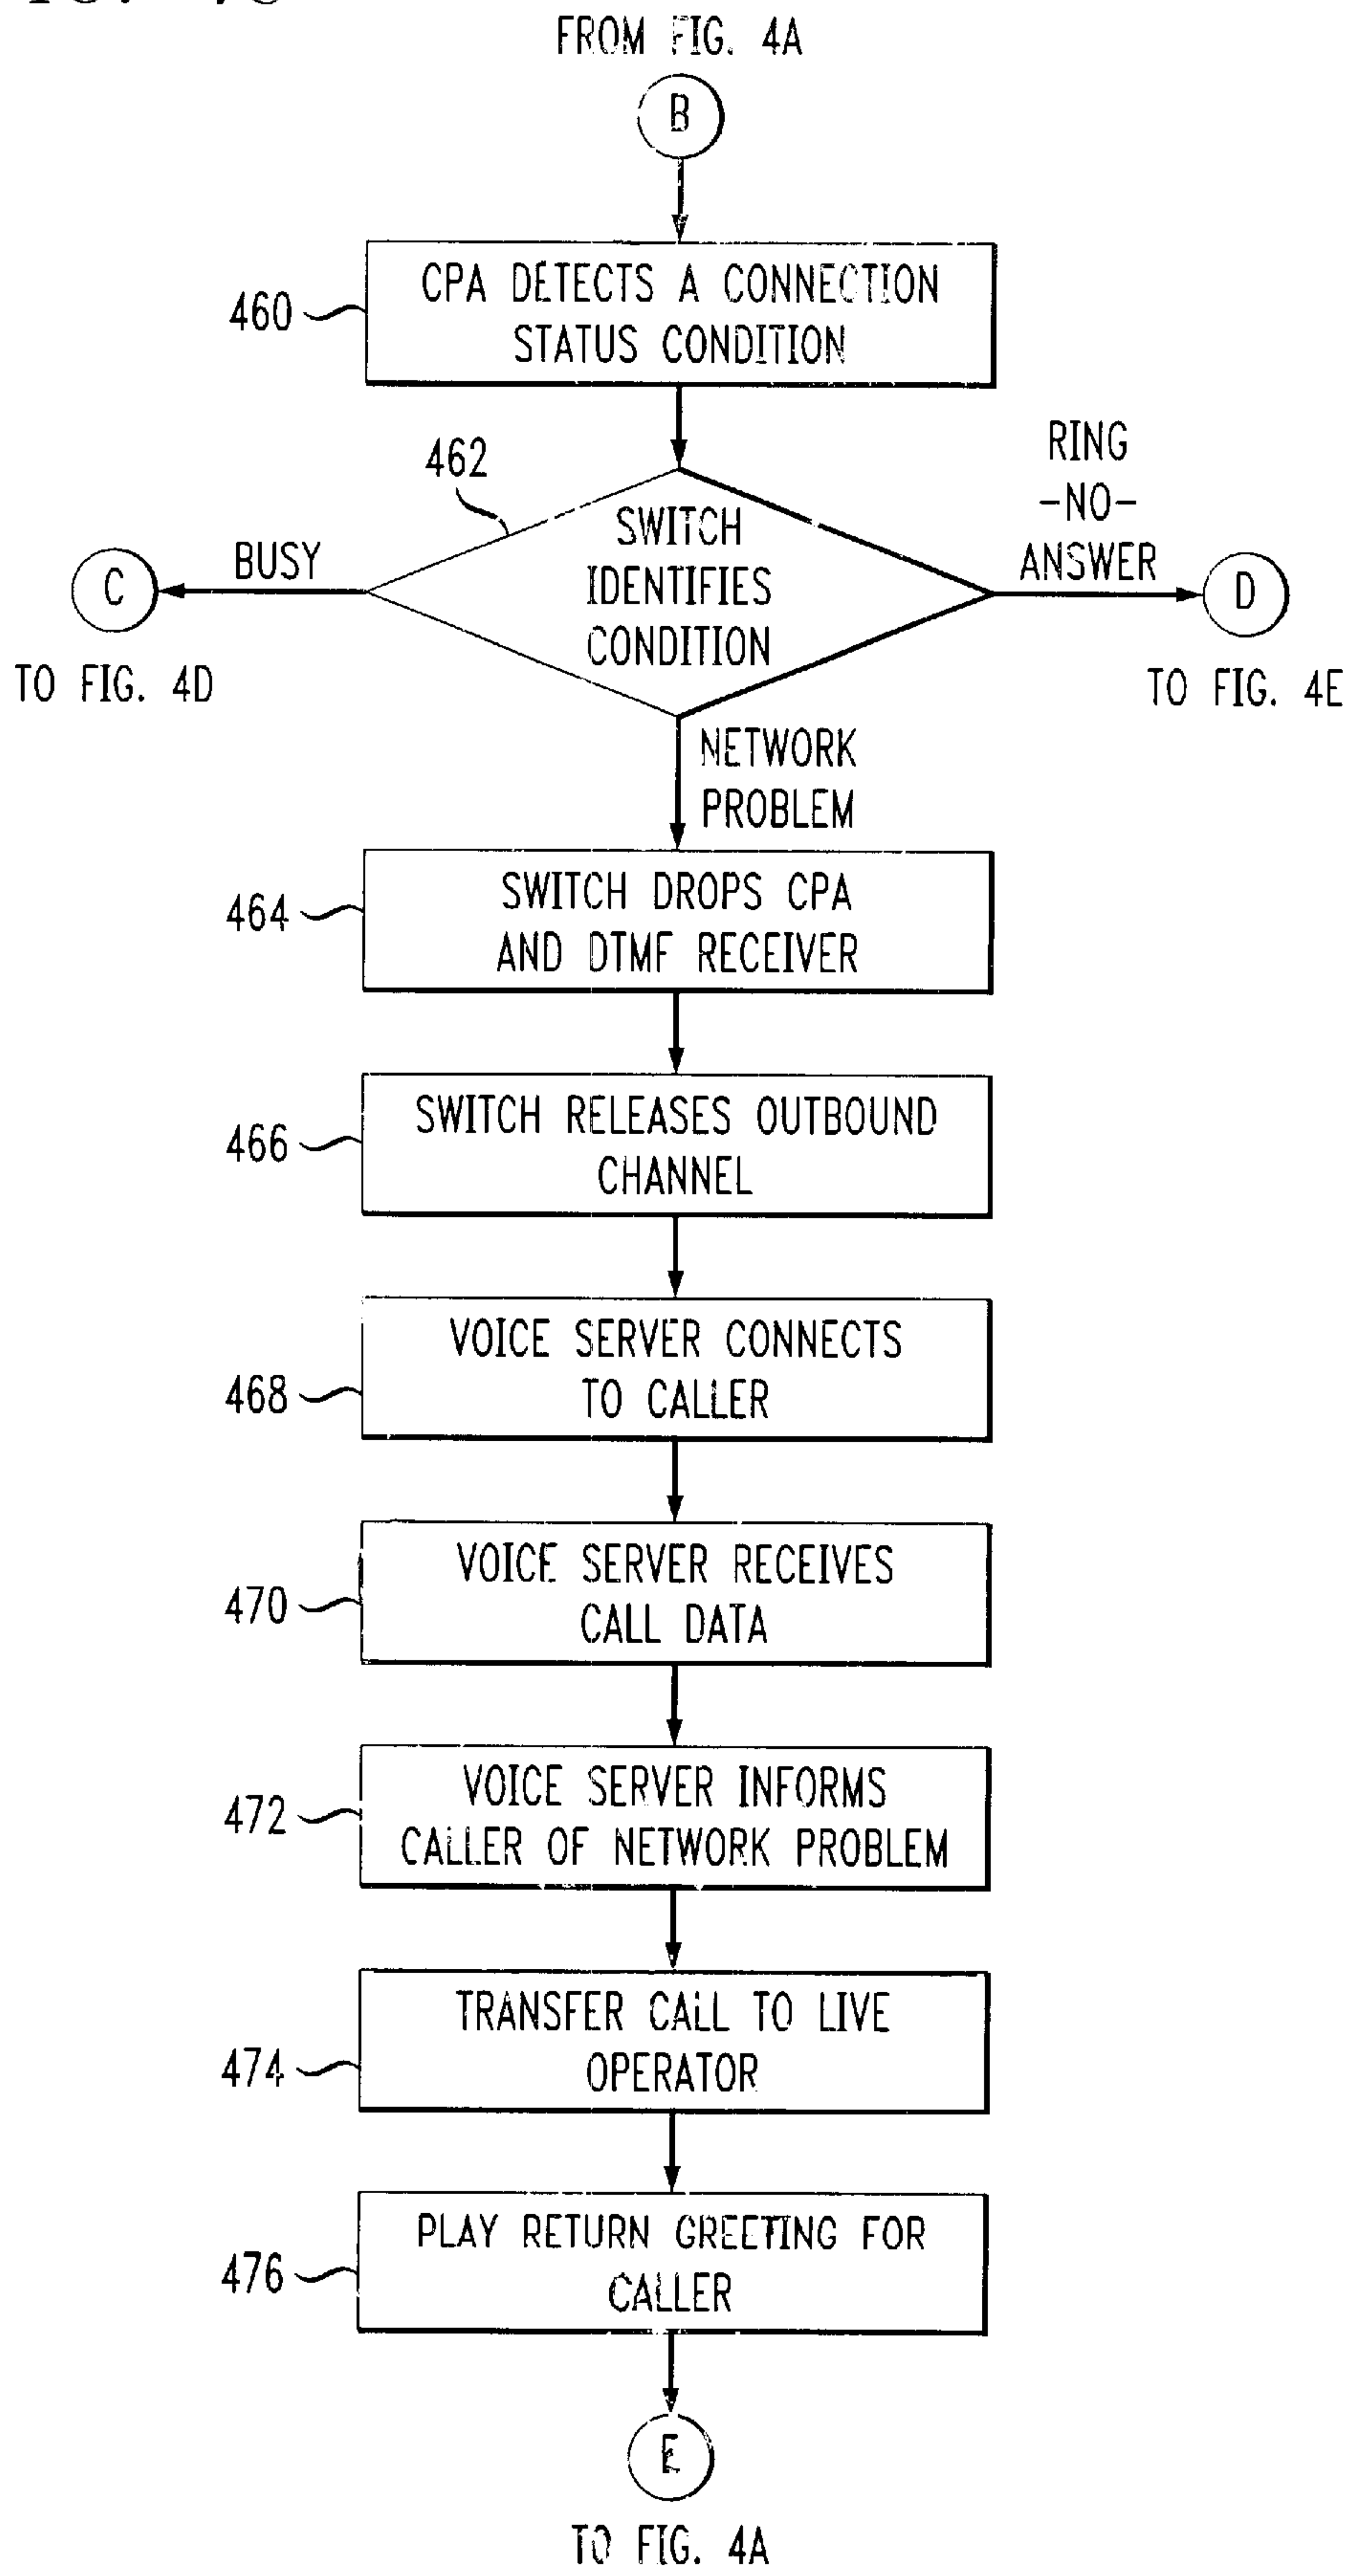 FROM FIG. 4A
B
CPA DETECTS A CONNECTION
STATUS CONDITION
460
462
SWITCH
IDENTIFIES
CONDITION
BUSY
C
TO FIG. 4D
RING
-NO-
ANSWER
D
TO FIG. 4E
NETWORK
PROBLEM
464
SWITCH DROPS CPA
AND DTMF RECEIVER
466
SWITCH RELEASES OUTBOUND
CHANNEL
468
VOICE SERVER CONNECTS
TO CALLER
470
VOICE SERVER RECEIVES
CALL DATA
472
VOICE SERVER INFORMS
CALLER OF NETWORK PROBLEM
474
TRANSFER CALL TO LIVE
OPERATOR
476
PLAY RETURN GREETING FOR
CALLER
E
TO FIG. 4A